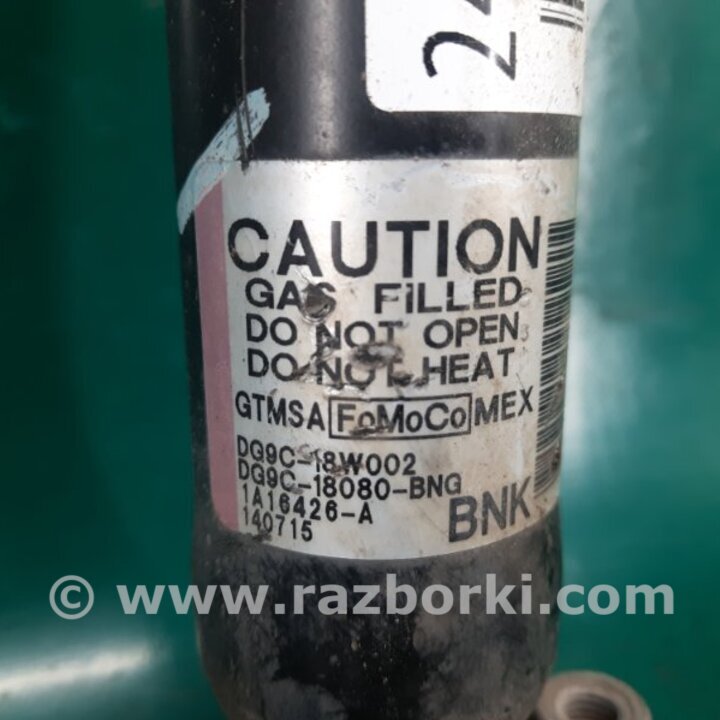 24
CAUTION
GAS FILLED
DO NOT OPEN
DO NOT HEAT
GTMSA FoMoCo MEX
DG9C-18W002
DG9C-18080-BNG
1A16426-A
140715
BNK
© www.razborki.com